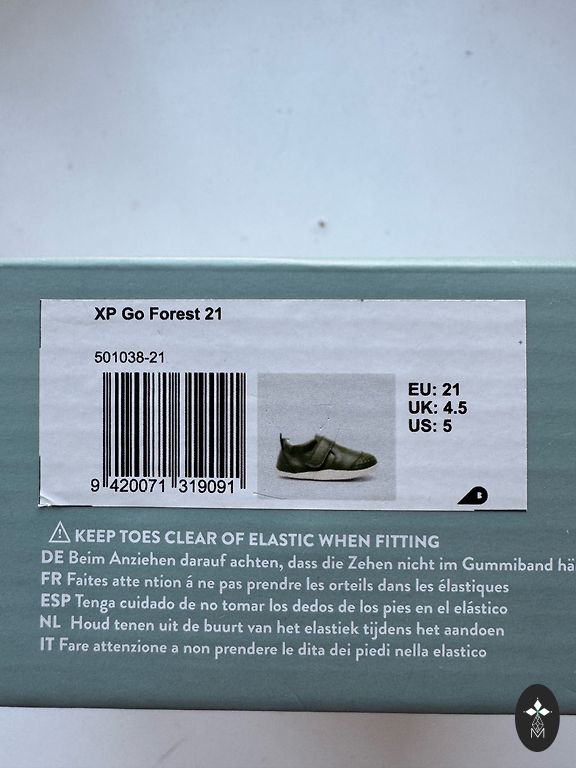 XP Go Forest 21
501038-21
EU: 21
UK: 4.5
US: 5
9 420071 319091
B
KEEP TOES CLEAR OF ELASTIC WHEN FITTING
DE Beim Anziehen darauf achten, dass die Zehen nicht im Gummiband hä
FR Faites atte ntion á ne pas prendre les orteils dans les élastiques
ESP Tenga cuidado de no tomar los dedos de los pies en el elástico
NL Houd tenen uit de buurt van het elastiek tijdens het aandoen
IT Fare attenzione a non prendere le dita dei piedi nella elastico
M